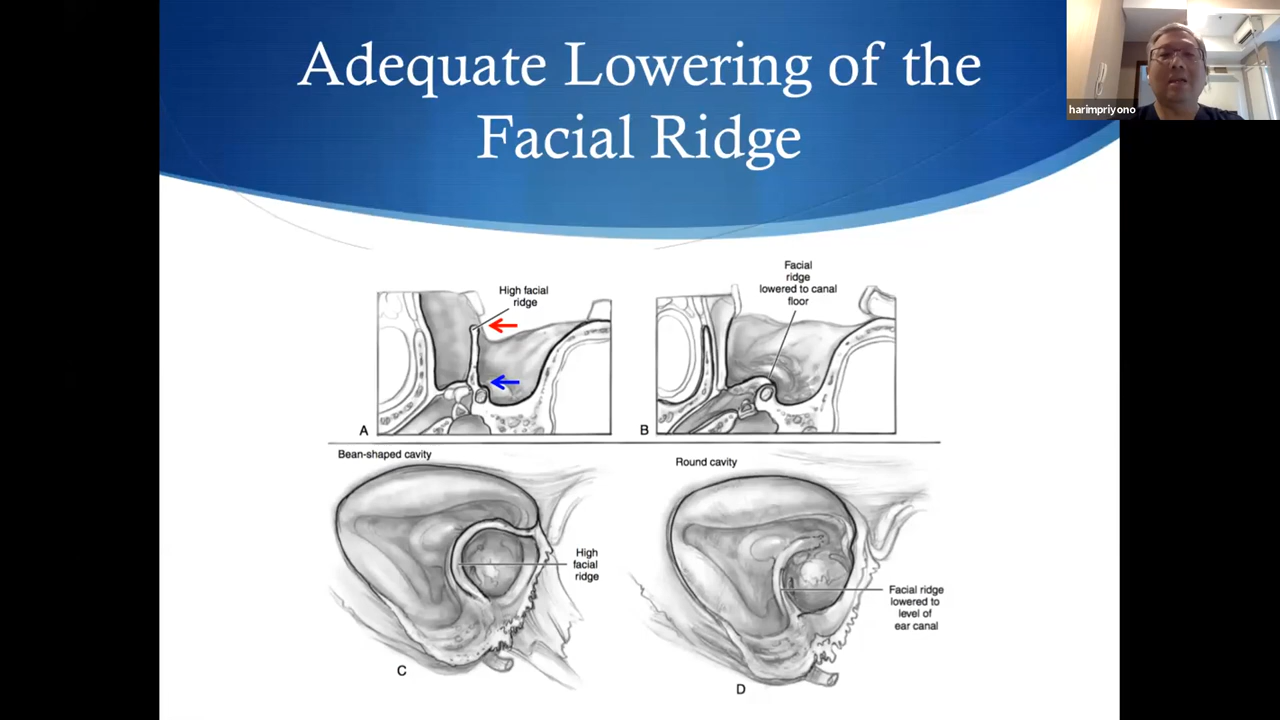 Adequate Lowering of the
Facial Ridge
harimpriyono
High facial
ridge
A
Facial
ridge
lowered to canal
floor
B
Bean-shaped cavity
High
facial
ridge
C
Round cavity
Facial ridge
lowered to
level of
ear canal
D